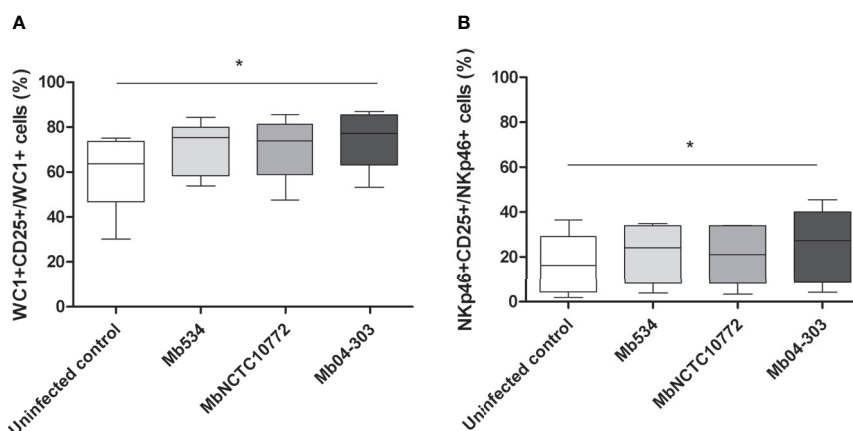 A
WC1+CD25+/WC1+ cells (%)
100
80
60
40
20
0
*
Uninfected control
Mb534
MbNCTC10772
Mb04-303
B
NKp46+CD25+/NKp46+ cells (%)
100
80
60
40
20
0
*
Uninfected control
Mb534
MbNCTC10772
Mb04-303